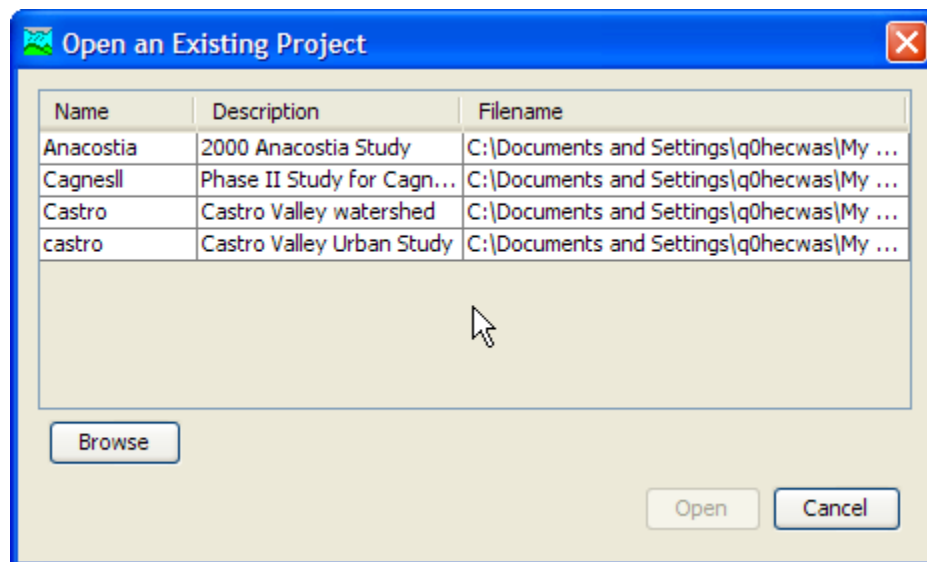 Open an Existing Project
Name Description Filename
Anacostia 2000 Anacostia Study C:\Documents and Settings\q0hecwas\My ...
Cagnesll Phase II Study for Cagn... C:\Documents and Settings\q0hecwas\My ...
Castro Castro Valley watershed C:\Documents and Settings\q0hecwas\My ...
castro Castro Valley Urban Study C:\Documents and Settings\q0hecwas\My ...
Browse
Open Cancel